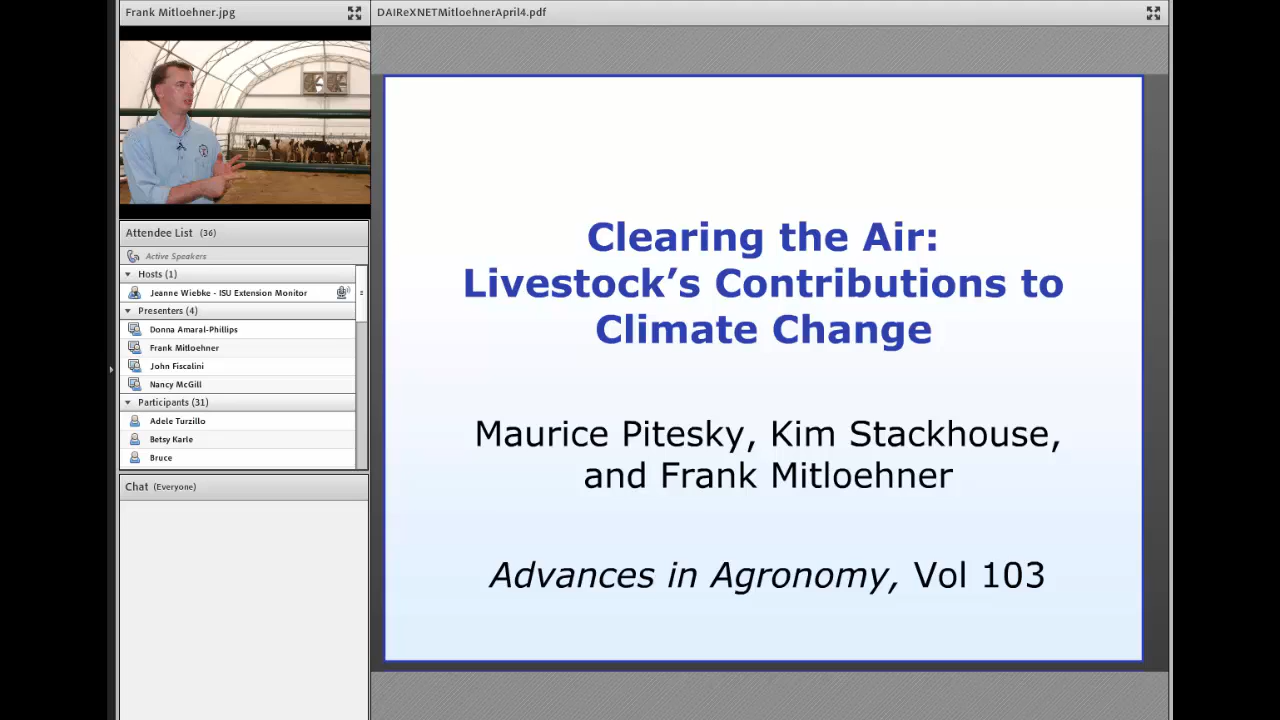 Frank Mitloehner.jpg
Attendee List (36)
Active Speakers
Hosts (1)
Jeanne Wiebke - ISU Extension Monitor
Presenters (4)
Donna Amaral-Phillips
Frank Mitloehner
John Fiscalini
Nancy McGill
Participants (31)
Adele Turzillo
Betsy Karle
Bruce
Chat (Everyone)
DAIReXNETMitloehnerApril4.pdf
Clearing the Air:
Livestock’s Contributions to
Climate Change
Maurice Pitesky, Kim Stackhouse,
and Frank Mitloehner
Advances in Agronomy, Vol 103